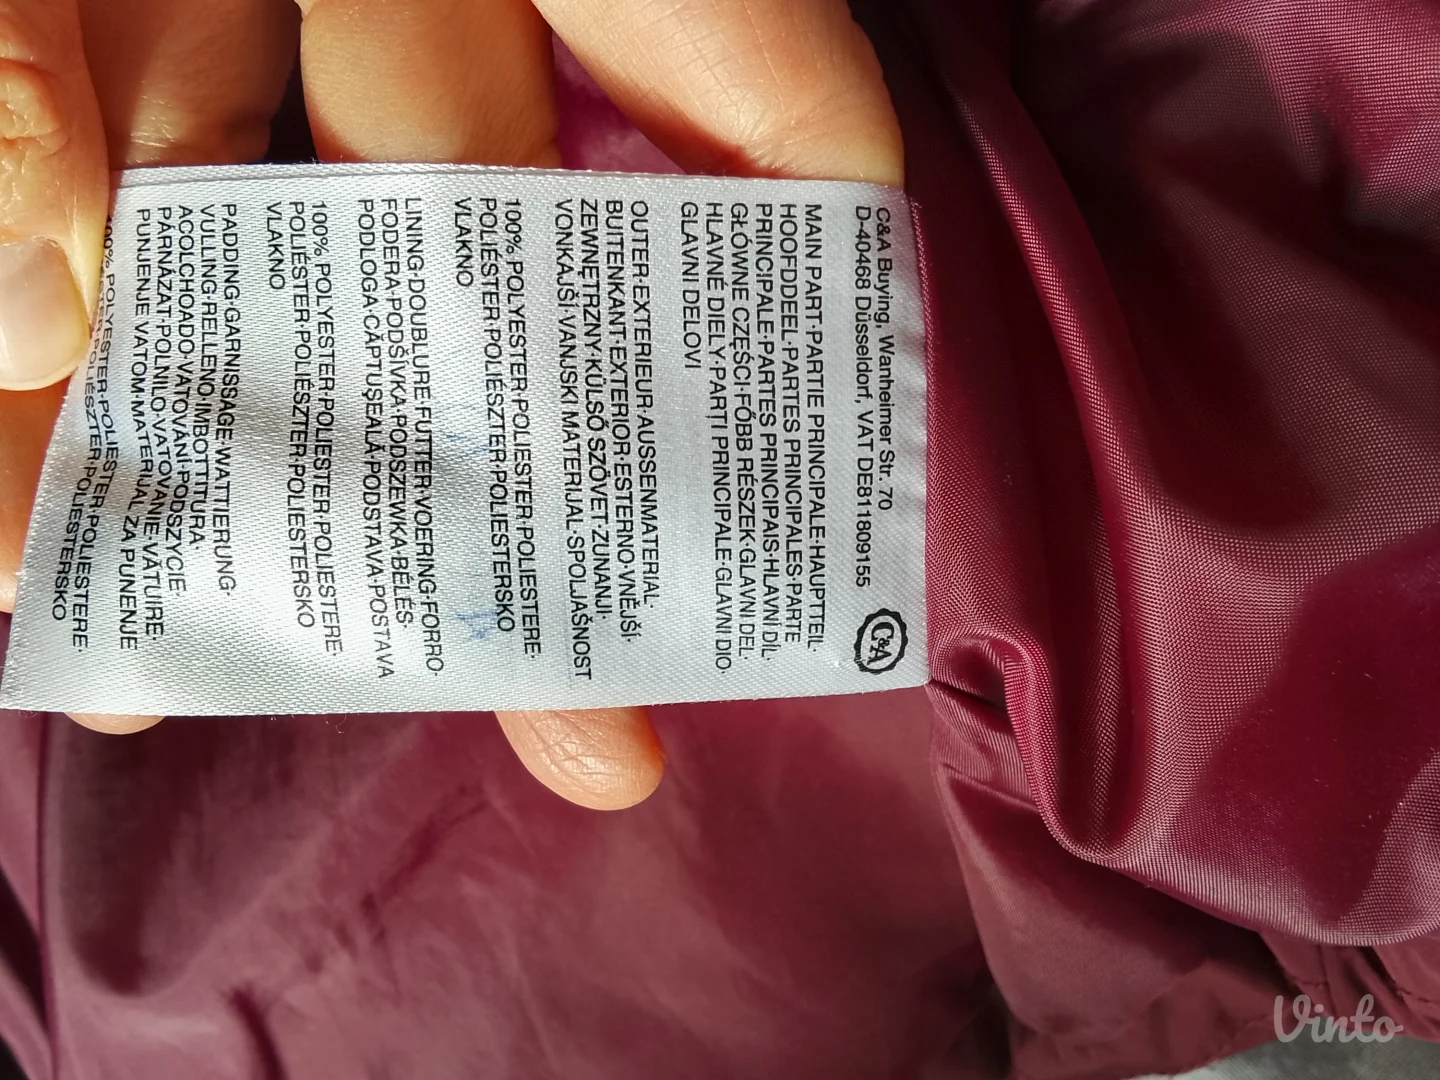 C&A Buying, Wanheimer Str. 70
D-40468 Düsseldorf, VAT DE811809155
C&A
MAIN PART·PARTIE PRINCIPALE·HAUPTTEIL·
HOOFDDEEL·PARTES PRINCIPALES·PARTE
PRINCIPALE·PARTES PRINCIPAIS·HLAVNÍ DÍL·
GŁÓWNE CZĘŚCI·FŐBB RÉSZEK·GLAVNI DEL·
HLAVNÉ DIELY·PĂRȚI PRINCIPALE·GLAVNI DIO·
GLAVNI DELOVI
OUTER·EXTERIEUR·AUSSENMATERIAL·
BUITENKANT·EXTERIOR·ESTERNO·VNĚJŠÍ·
ZEWNĘTRZNY·KÜLSŐ SZÖVET·ZUNANJI·
VONKAJŠÍ·VANJSKI MATERIJAL·SPOLJAŠNOST
100% POLYESTER·POLIESTER·POLIESTERE·
POLIÉSTER·POLIÉSZTER·POLIESTERSKO
VLAKNO
LINING·DOUBLURE·FUTTER·VOERING·FORRO·
FODERA·PODŠÍVKA·PODSZEWKA·BÉLÉS·
PODLOGA·CĂPTUȘEALĂ·PODSTAVA·POSTAVA
100% POLYESTER·POLIESTER·POLIESTERE·
POLIÉSTER·POLIÉSZTER·POLIESTERSKO
VLAKNO
PADDING·GARNISSAGE·WATTIERUNG·
VULLING·RELLENO·IMBOTTITURA·
ACOLCHOADO·VATOVÁNÍ·PODSZYCIE
PÁRNÁZAT·POLNILO·VATOVANIE·VĂTUIRE·
PUNJENJE VATOM·MATERIJAL ZA PUNENJE
100% POLYESTER·POLIESTER·POLIESTERE·
POLIÉSZTER·POLIESTERSKO
Vinto